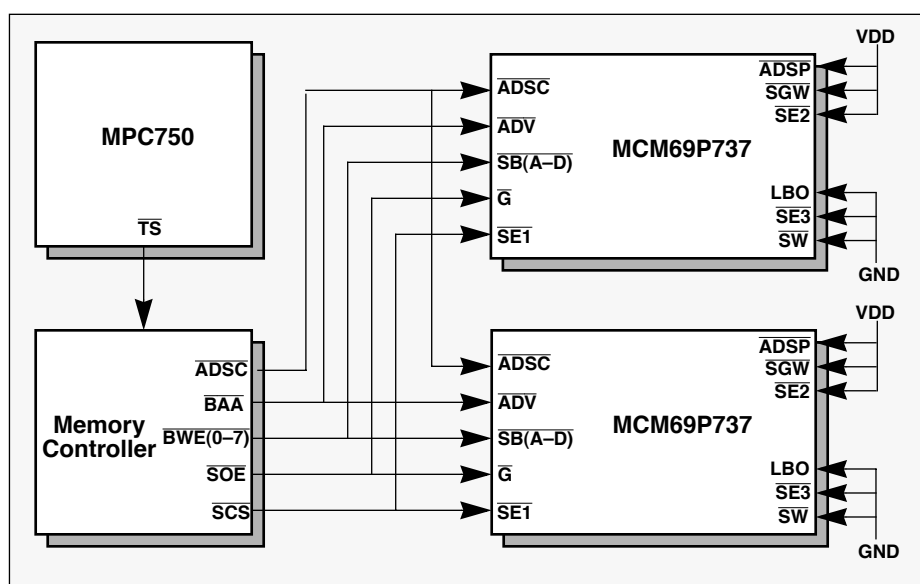 MPC750
TS
Memory
Controller
ADSC
BAA
BWE(0–7)
SOE
SCS
ADSC
ADV
SB(A–D)
G
SE1
MCM69P737
ADSP
SGW
SE2
LBO
SE3
SW
VDD
GND
ADSC
ADV
SB(A–D)
G
SE1
MCM69P737
ADSP
SGW
SE2
LBO
SE3
SW
VDD
GND